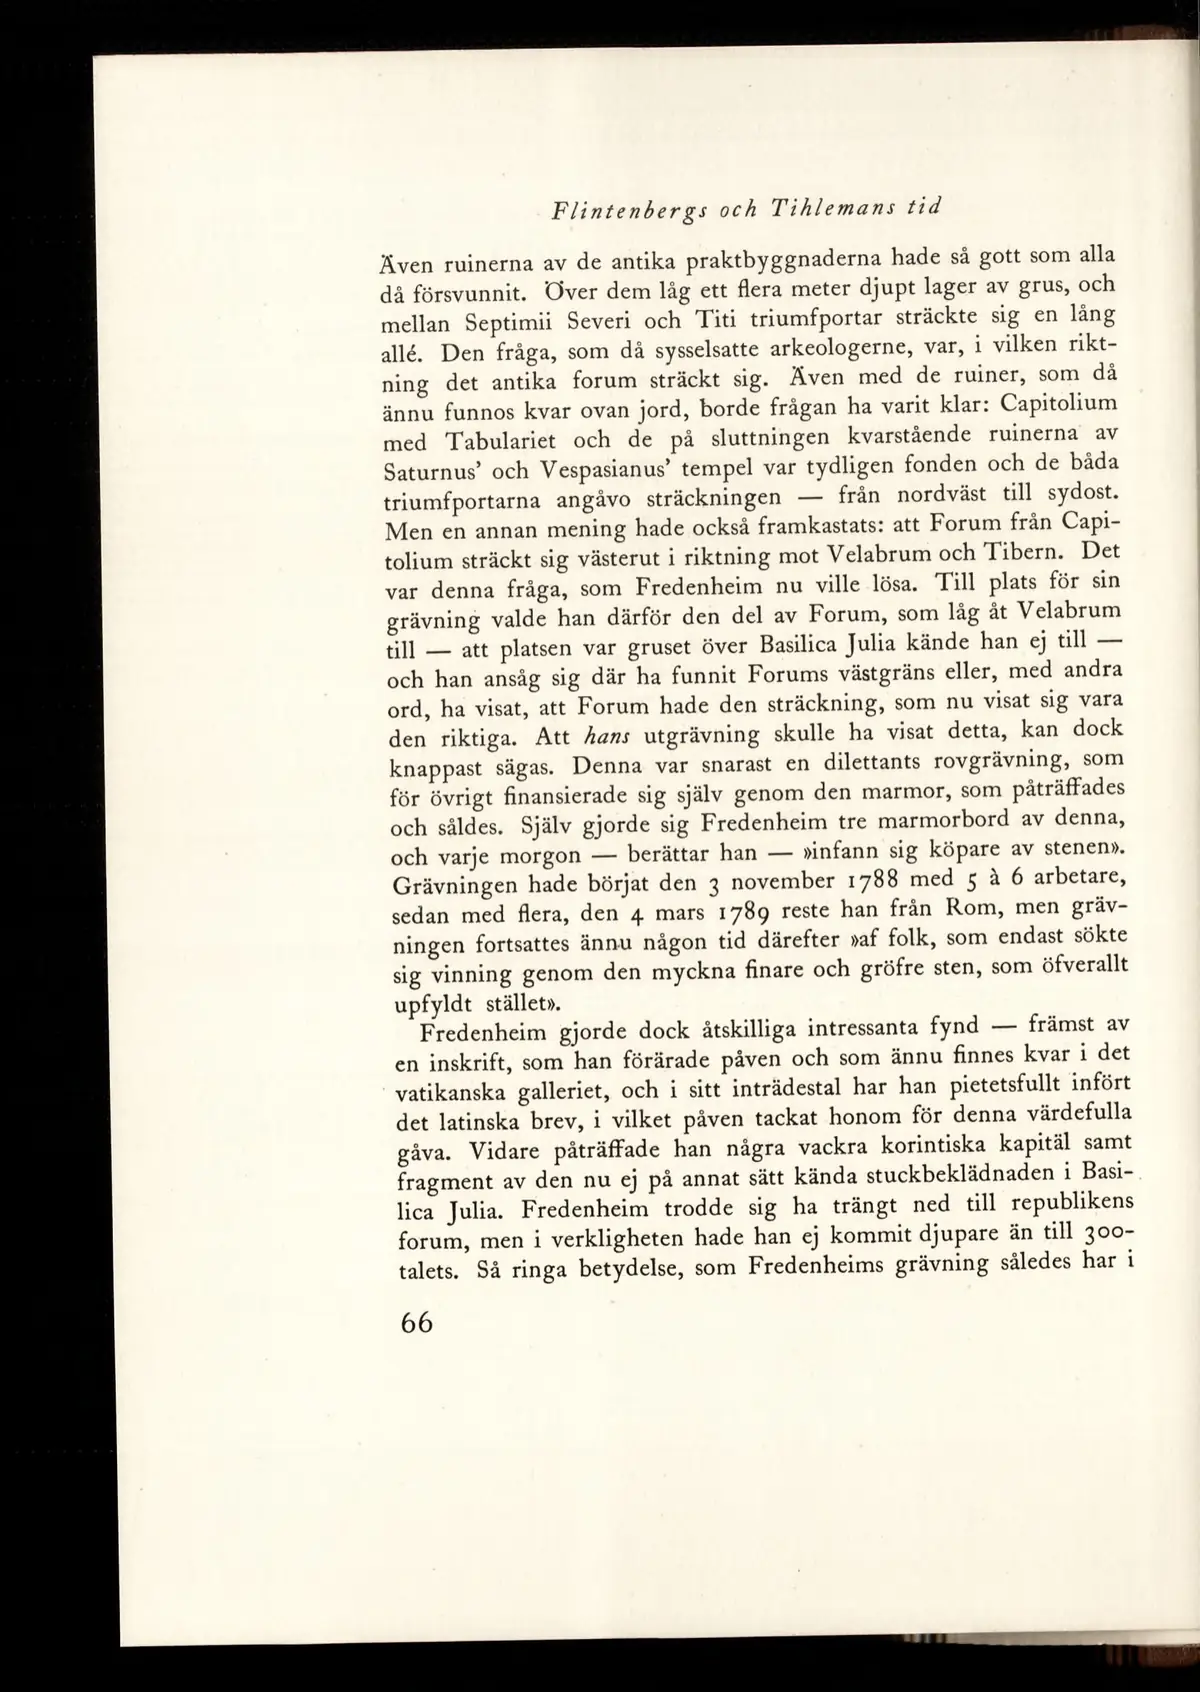 Flintenbergs och Tihlemans tid
Även ruinerna av de antika praktbyggnaderna hade så gott som alla
då försvunnit. Över dem låg ett flera meter djupt lager av grus, och
mellan Septimii Severi och Titi triumfportar sträckte sig en lång
allé. Den fråga, som då sysselsatte arkeologerne, var, i vilken rikt-
ning det antika forum sträckt sig. Även med de ruiner, som då
ännu funnos kvar ovan jord, borde frågan ha varit klar: Capitolium
med Tabulariet och de på sluttningen kvarstående ruinerna av
Saturnus’ och Vespasianus’ tempel var tydligen fonden och de båda
triumfportarna angåvo sträckningen — från nordväst till sydost.
Men en annan mening hade också framkastats: att Forum från Capi-
tolium sträckt sig västerut i riktning mot Velabrum och Tibern. Det
var denna fråga, som Fredenheim nu ville lösa. Till plats för sin
grävning valde han därför den del av Forum, som låg åt Velabrum
till — att platsen var gruset över Basilica Julia kände han ej till —
och han ansåg sig där ha funnit Forums västgräns eller, med andra
ord, ha visat, att Forum hade den sträckning, som nu visat sig vara
den riktiga. Att hans utgrävning skulle ha visat detta, kan dock
knappast sägas. Denna var snarast en dilettants rovgrävning, som
för övrigt finansierade sig själv genom den marmor, som påträffades
och såldes. Själv gjorde sig Fredenheim tre marmorbord av denna,
och varje morgon — berättar han — »infann sig köpare av stenen».
Grävningen hade börjat den 3 november 1788 med 5 à 6 arbetare,
sedan med flera, den 4 mars 1789 reste han från Rom, men gräv-
ningen fortsattes ännu någon tid därefter »af folk, som endast sökte
sig vinning genom den myckna finare och gröfre sten, som öfverallt
upfyldt stället».
Fredenheim gjorde dock åtskilliga intressanta fynd — främst av
en inskrift, som han förärade påven och som ännu finnes kvar i det
vatikanska galleriet, och i sitt inträdestal har han pietetsfullt infört
det latinska brev, i vilket påven tackat honom för denna värdefulla
gåva. Vidare påträffade han några vackra korintiska kapitäl samt
fragment av den nu ej på annat sätt kända stuckbeklädnaden i Basi-
lica Julia. Fredenheim trodde sig ha trängt ned till republikens
forum, men i verkligheten hade han ej kommit djupare än till 300-
talets. Så ringa betydelse, som Fredenheims grävning således har i
66